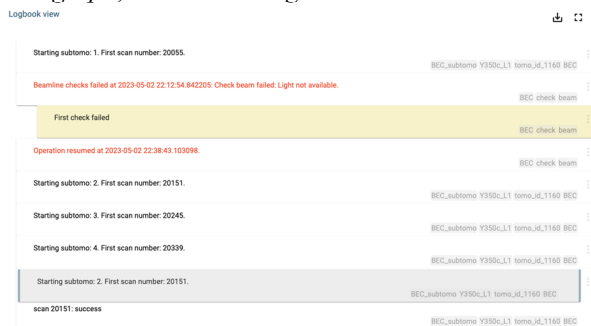 Logbook view
Starting subtomo: 1. First scan number: 20055.
BEC_subtomo Y350c_L1 tomo_id_1160 BEC
Beamline checks failed at 2023-05-02 22:12:54.842205: Check beam failed: Light not available.
BEC check beam
First check failed
BEC check beam
Operation resumed at 2023-05-02 22:38:43.103098.
BEC check beam
Starting subtomo: 2. First scan number: 20151.
BEC_subtomo Y350c_L1 tomo_id_1160 BEC
Starting subtomo: 3. First scan number: 20245.
BEC_subtomo Y350c_L1 tomo_id_1160 BEC
Starting subtomo: 4. First scan number: 20339.
BEC_subtomo Y350c_L1 tomo_id_1160 BEC
Starting subtomo: 2. First scan number: 20151.
BEC_subtomo Y350c_L1 tomo_id_1160 BEC
scan 20151: success
BEC_subtomo Y350c_L1 tomo_id_1160 BEC